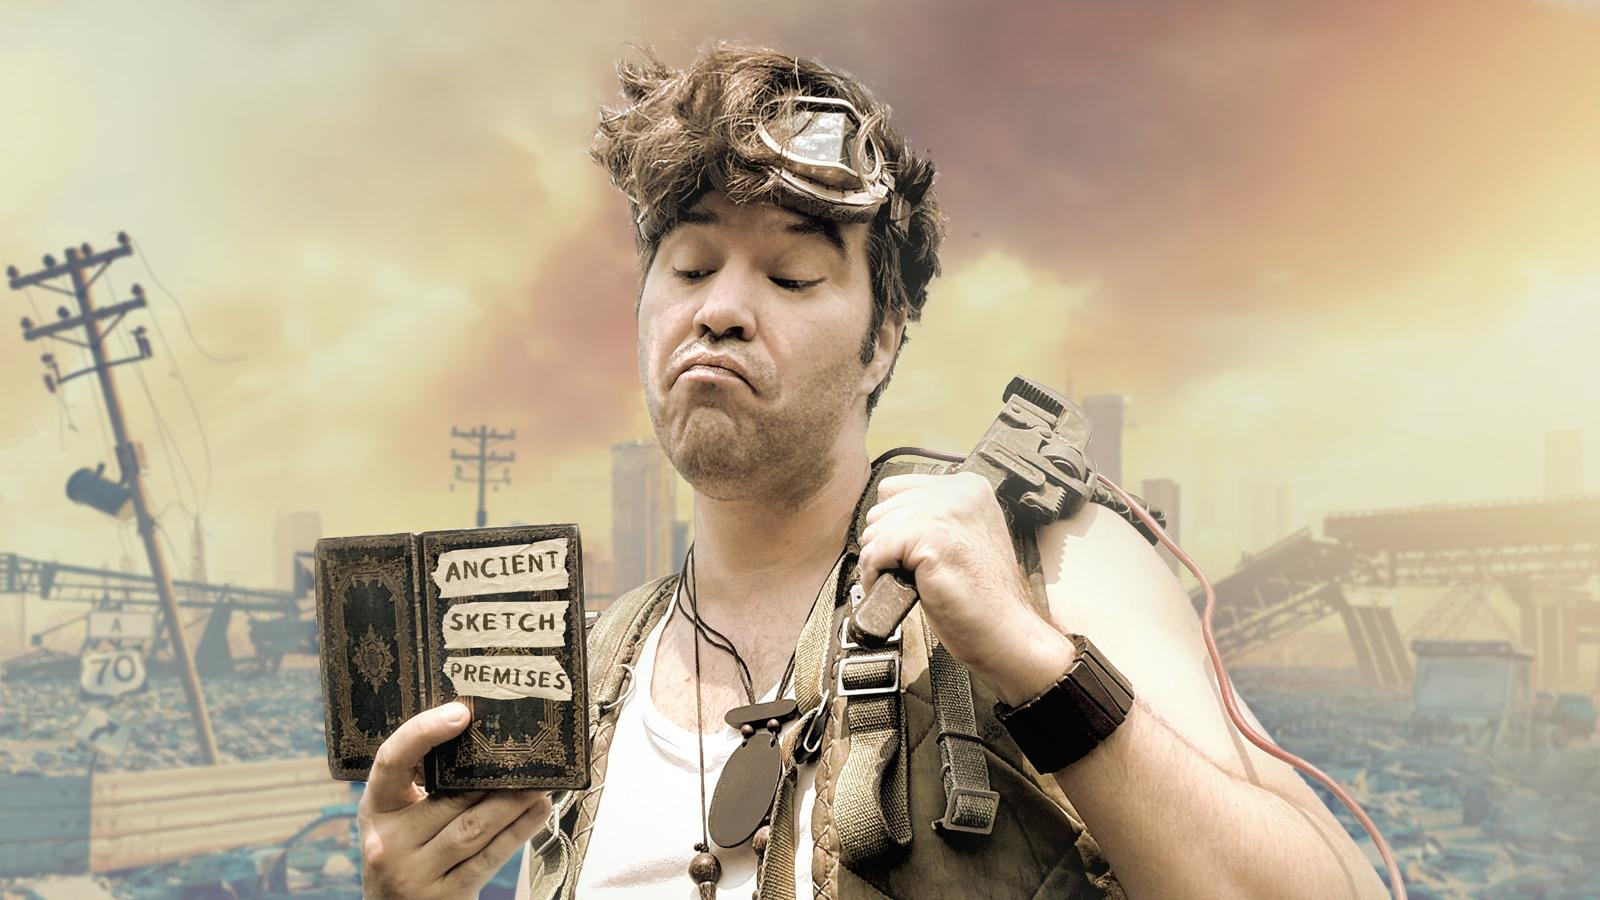 ANCIENT
SKETCH
PREMISES
A
70